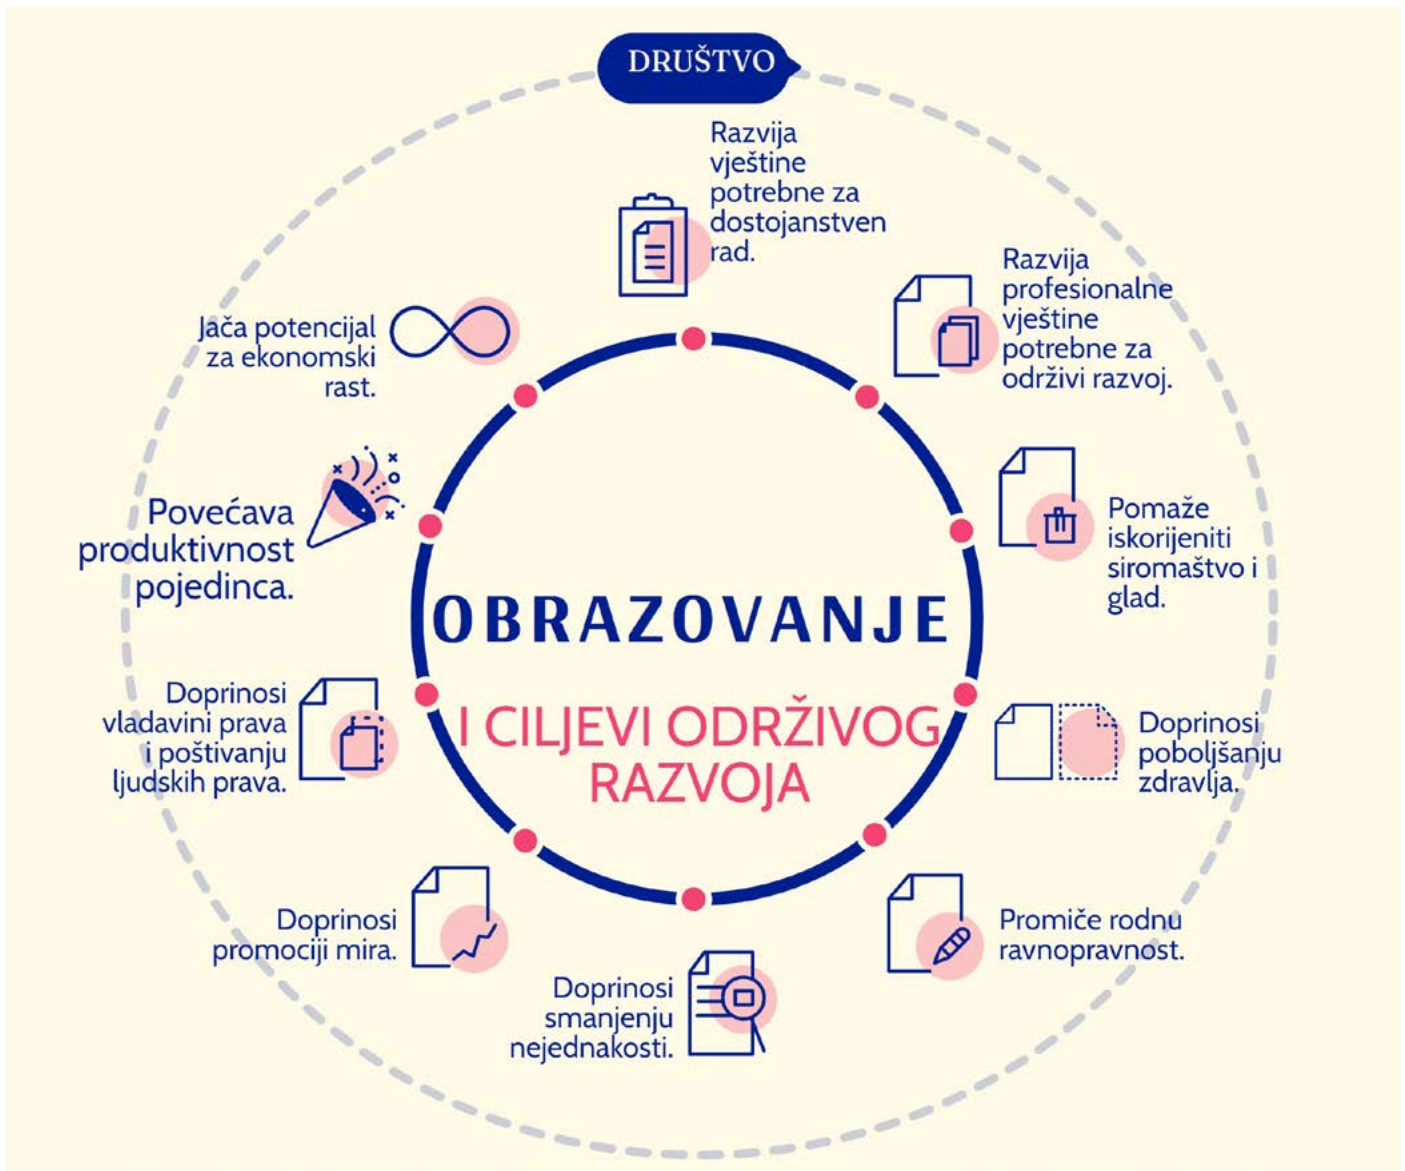 DRUŠTVO
Razvija
vještine
potrebne za
dostojanstven
rad.
Razvija
profesionalne
vještine
potrebne za
održivi razvoj.
Pomaže
iskorijeniti
siromaštvo i
glad.
Doprinosi
poboljšanju
zdravlja.
Promiče rodnu
ravnopravnost.
Doprinosi
smanjenju
nejednakosti.
Doprinosi
promociji mira.
Doprinosi
vladavini prava
i poštivanju
ljudskih prava.
Povećava
produktivnost
pojedinca.
Jača potencijal
za ekonomski
rast.
OBRAZOVANJE
I CILJEVI ODRŽIVOG
RAZVOJA